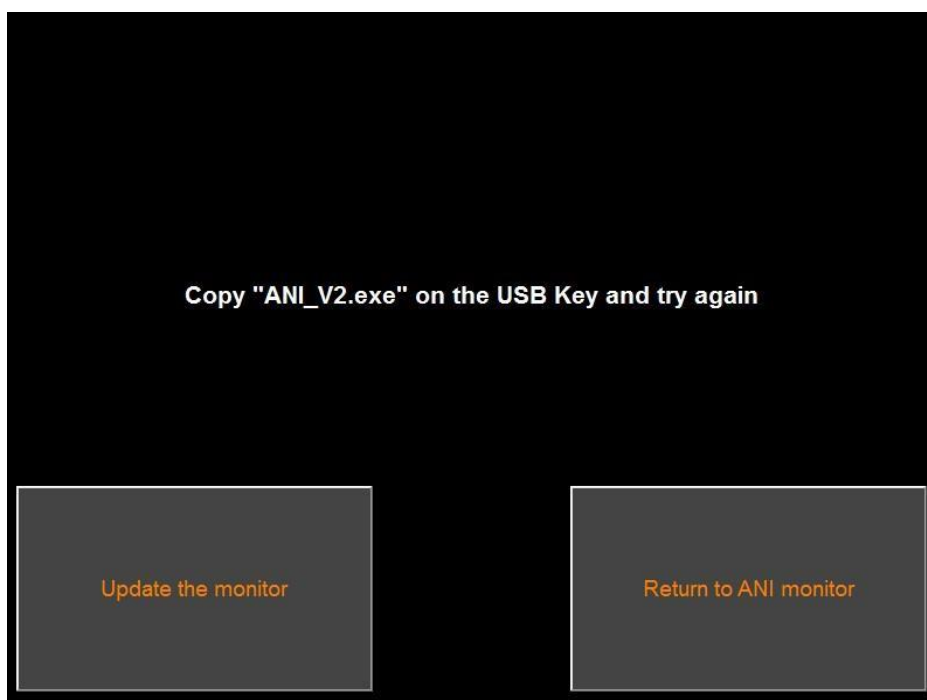 Copy "ANI_V2.exe" on the USB Key and try again
Update the monitor
Return to ANI monitor